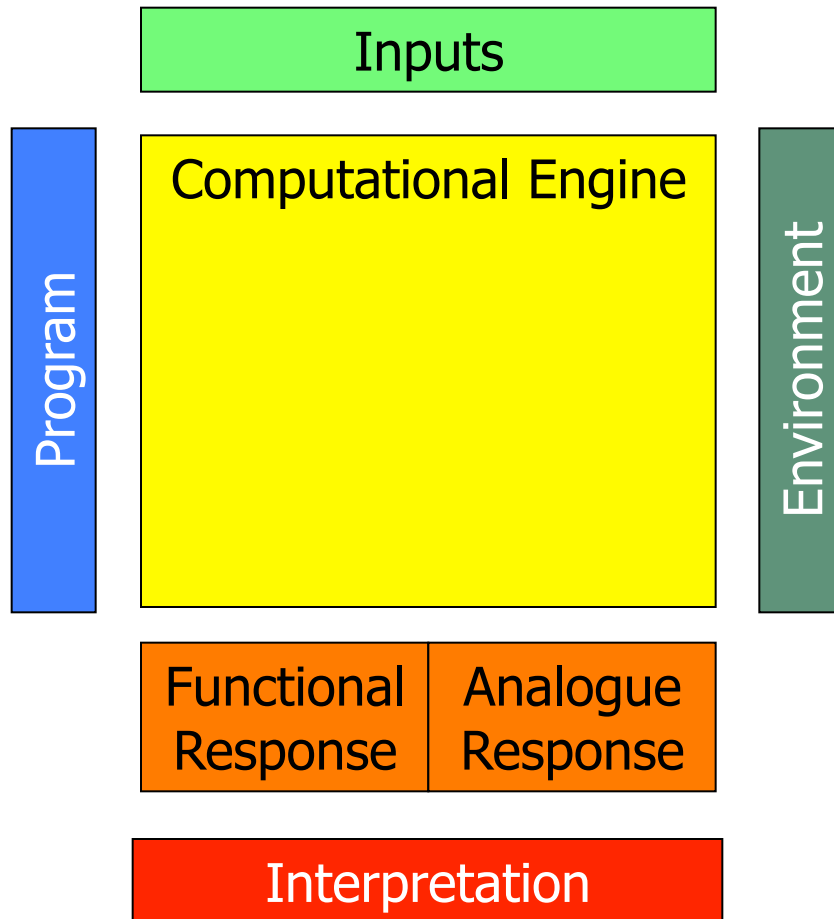 Inputs
Computational Engine
Program
Environment
Functional
Response
Analogue
Response
Interpretation